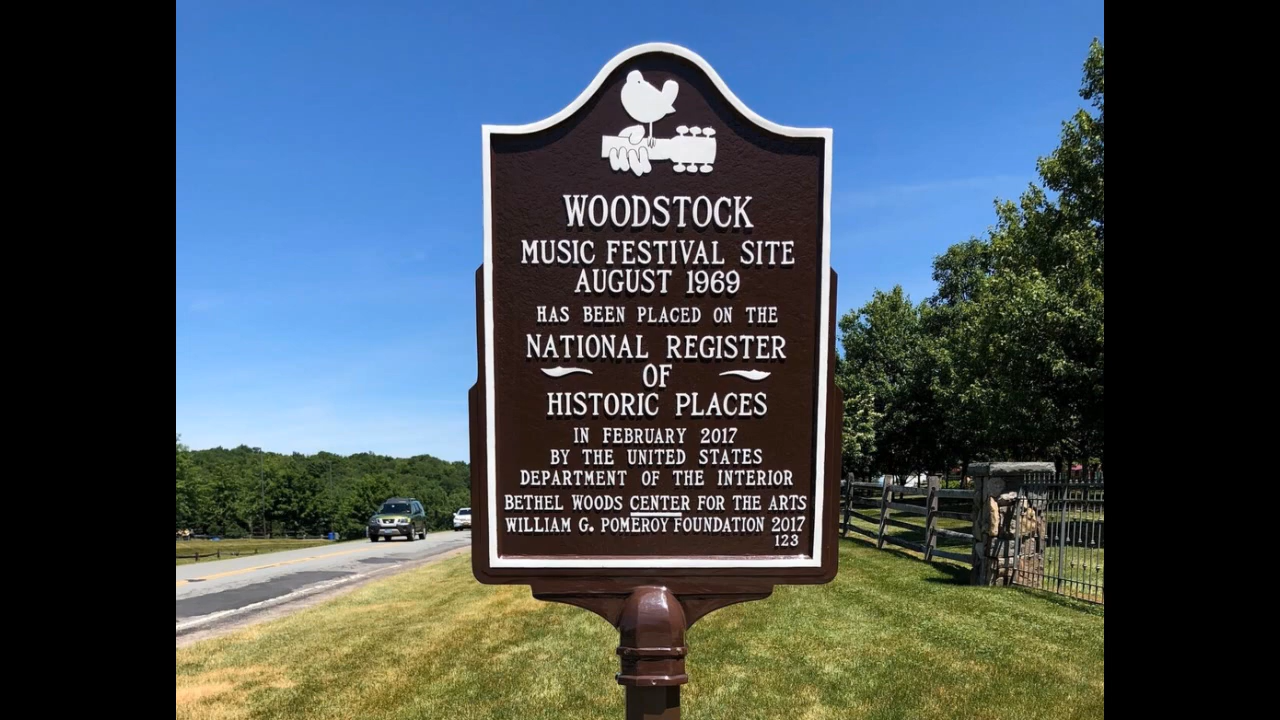 WOODSTOCK
MUSIC FESTIVAL SITE
AUGUST 1969
HAS BEEN PLACED ON THE
NATIONAL REGISTER
OF
HISTORIC PLACES
IN FEBRUARY 2017
BY THE UNITED STATES
DEPARTMENT OF THE INTERIOR
BETHEL WOODS CENTER FOR THE ARTS
WILLIAM G. POMEROY FOUNDATION 2017
123